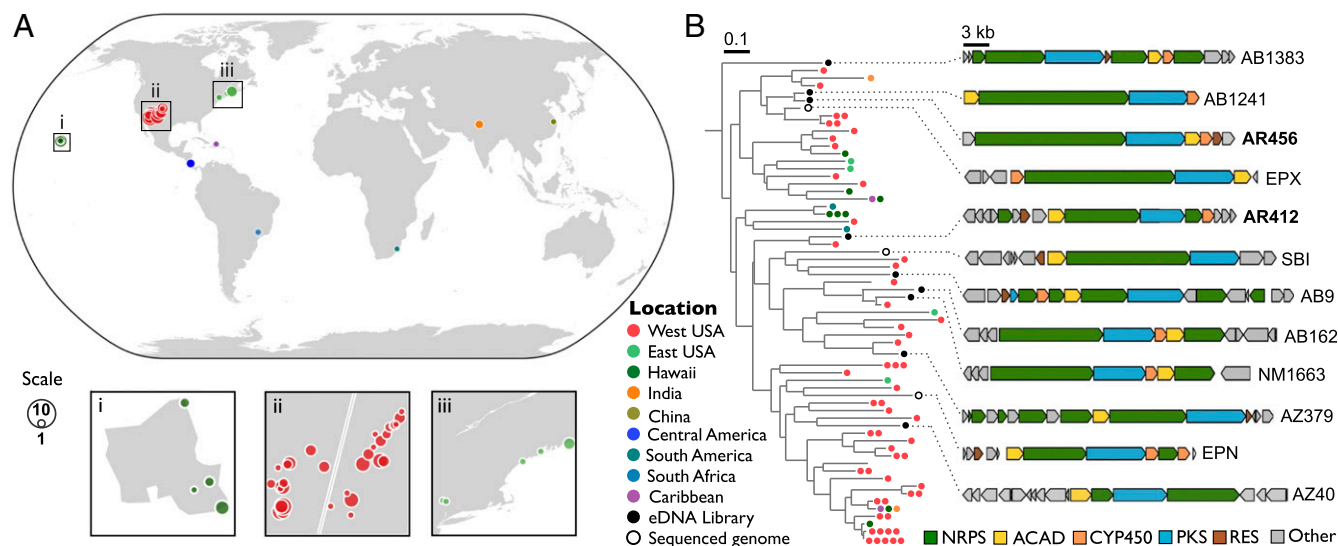 A
i
ii
iii
Scale
10
1
i
ii
iii
Location
West USA
East USA
Hawaii
India
China
Central America
South America
South Africa
Caribbean
eDNA Library
Sequenced genome
B
0.1
3 kb
AB1383
AB1241
AR456
EPX
AR412
SBI
AB9
AB162
NM1663
AZ379
EPN
AZ40
NRPS ACAD CYP450 PKS RES Other